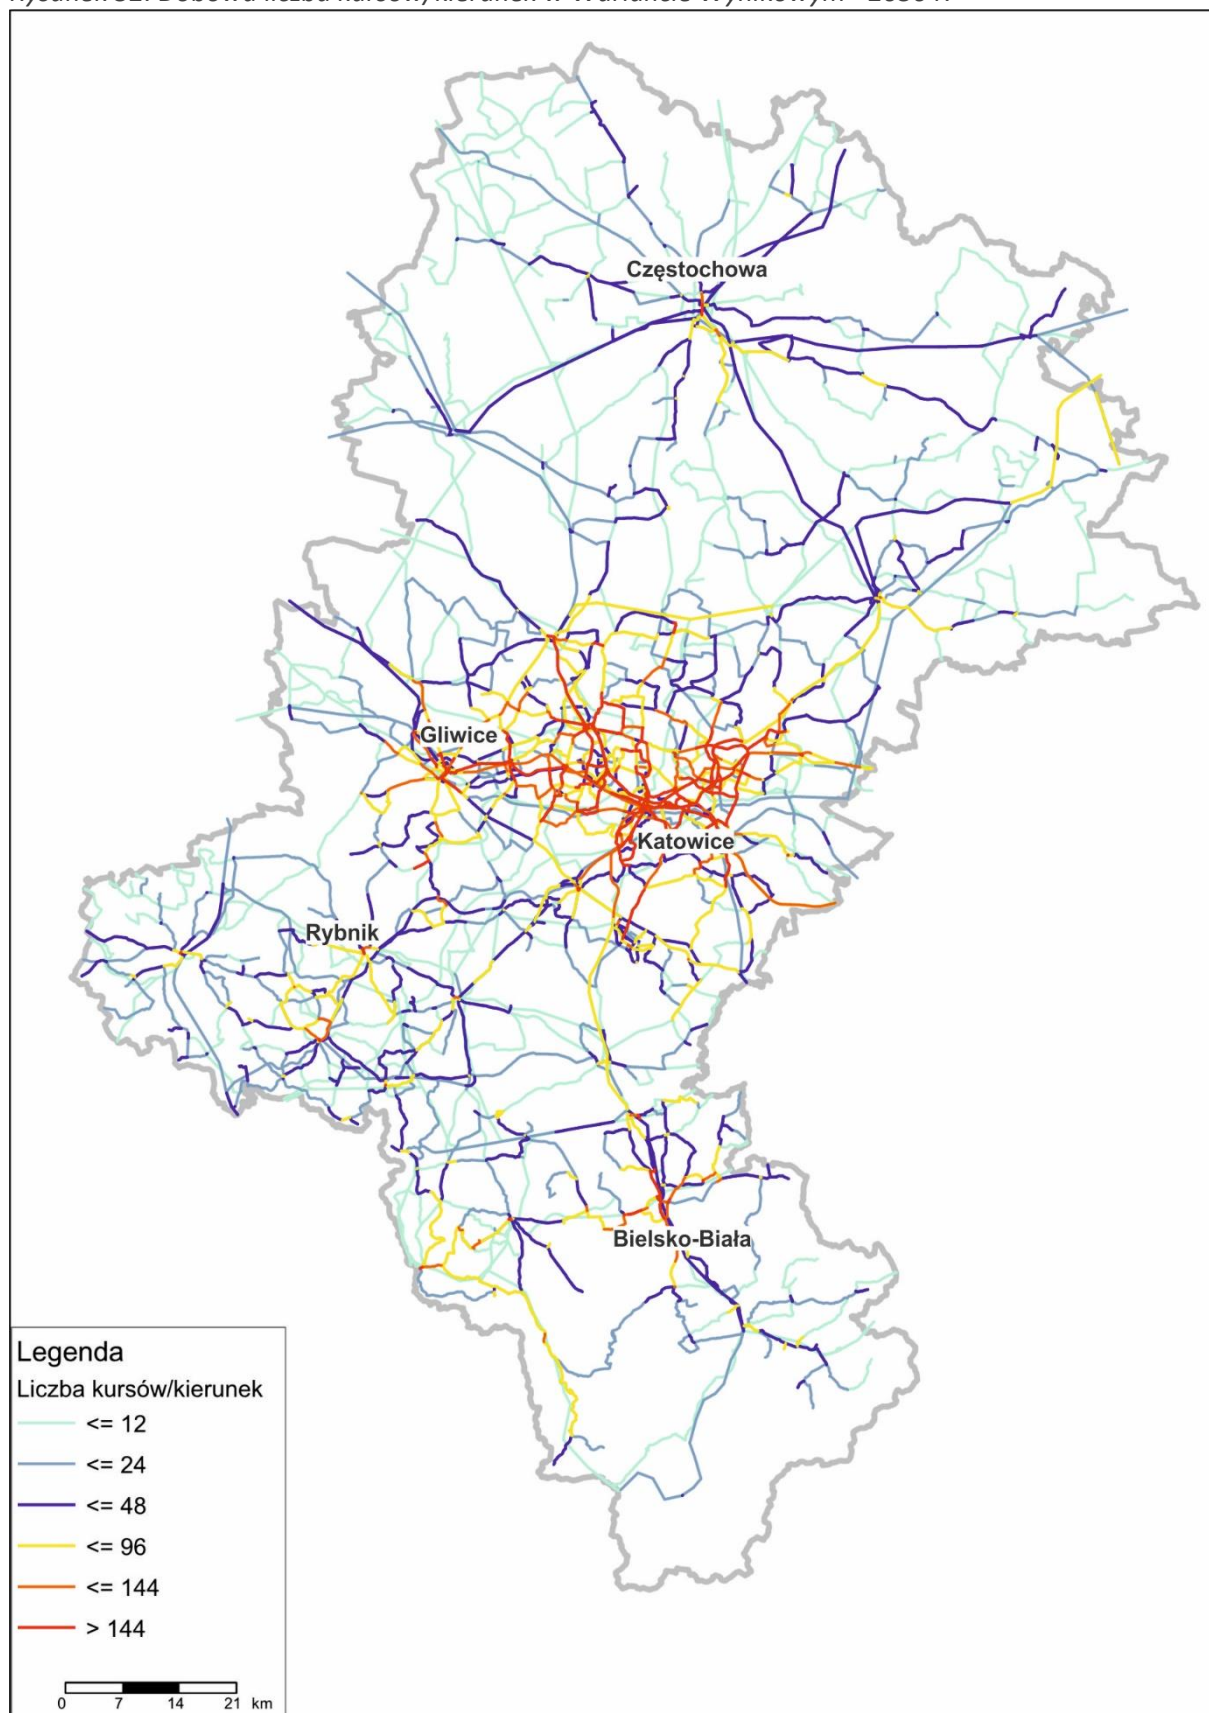 Częstochowa
Gliwice
Katowice
Rybnik
Bielsko-Biała
Legenda
Liczba kursów/kierunek
<= 12
<= 24
<= 48
<= 96
<= 144
> 144
0 7 14 21 km